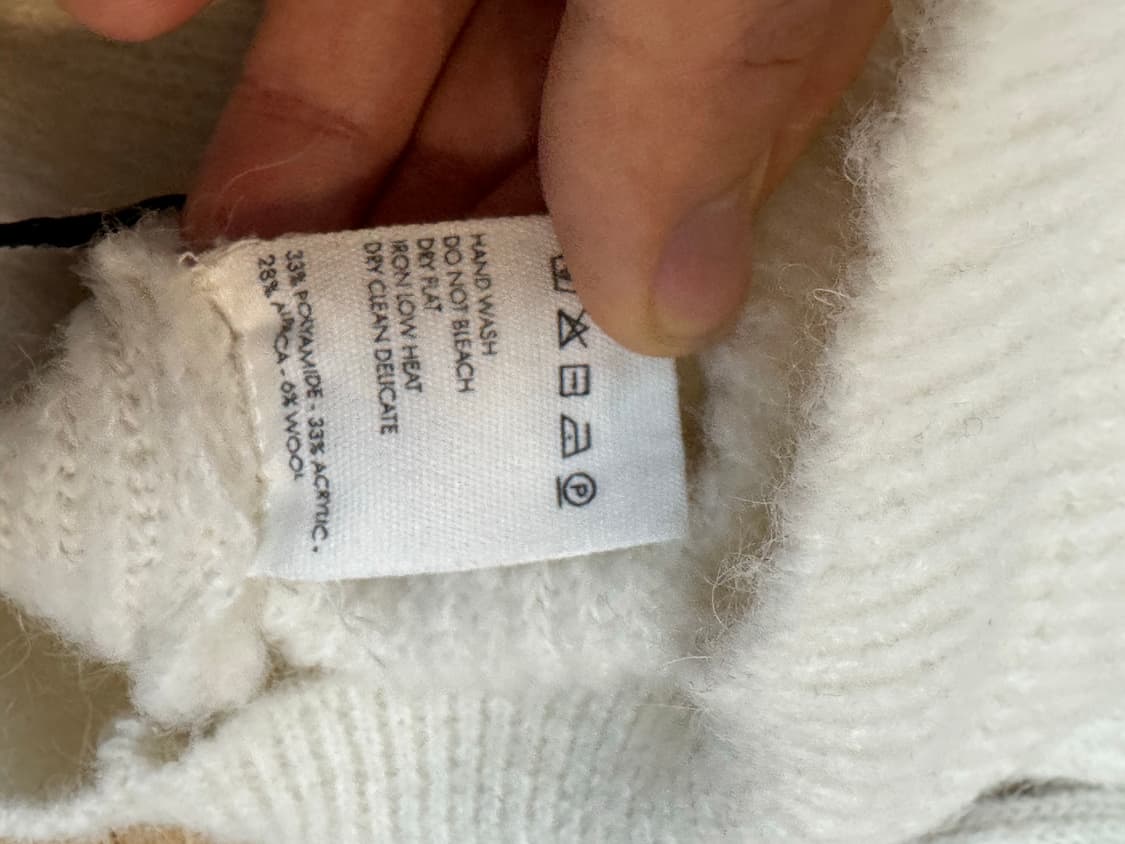 P
HAND WASH
DO NOT BLEACH
DRY FLAT
IRON LOW HEAT
DRY CLEAN DELICATE
33% POLYAMIDE - 33% ACRYLIC -
28% ALPACA - 6% WOOL